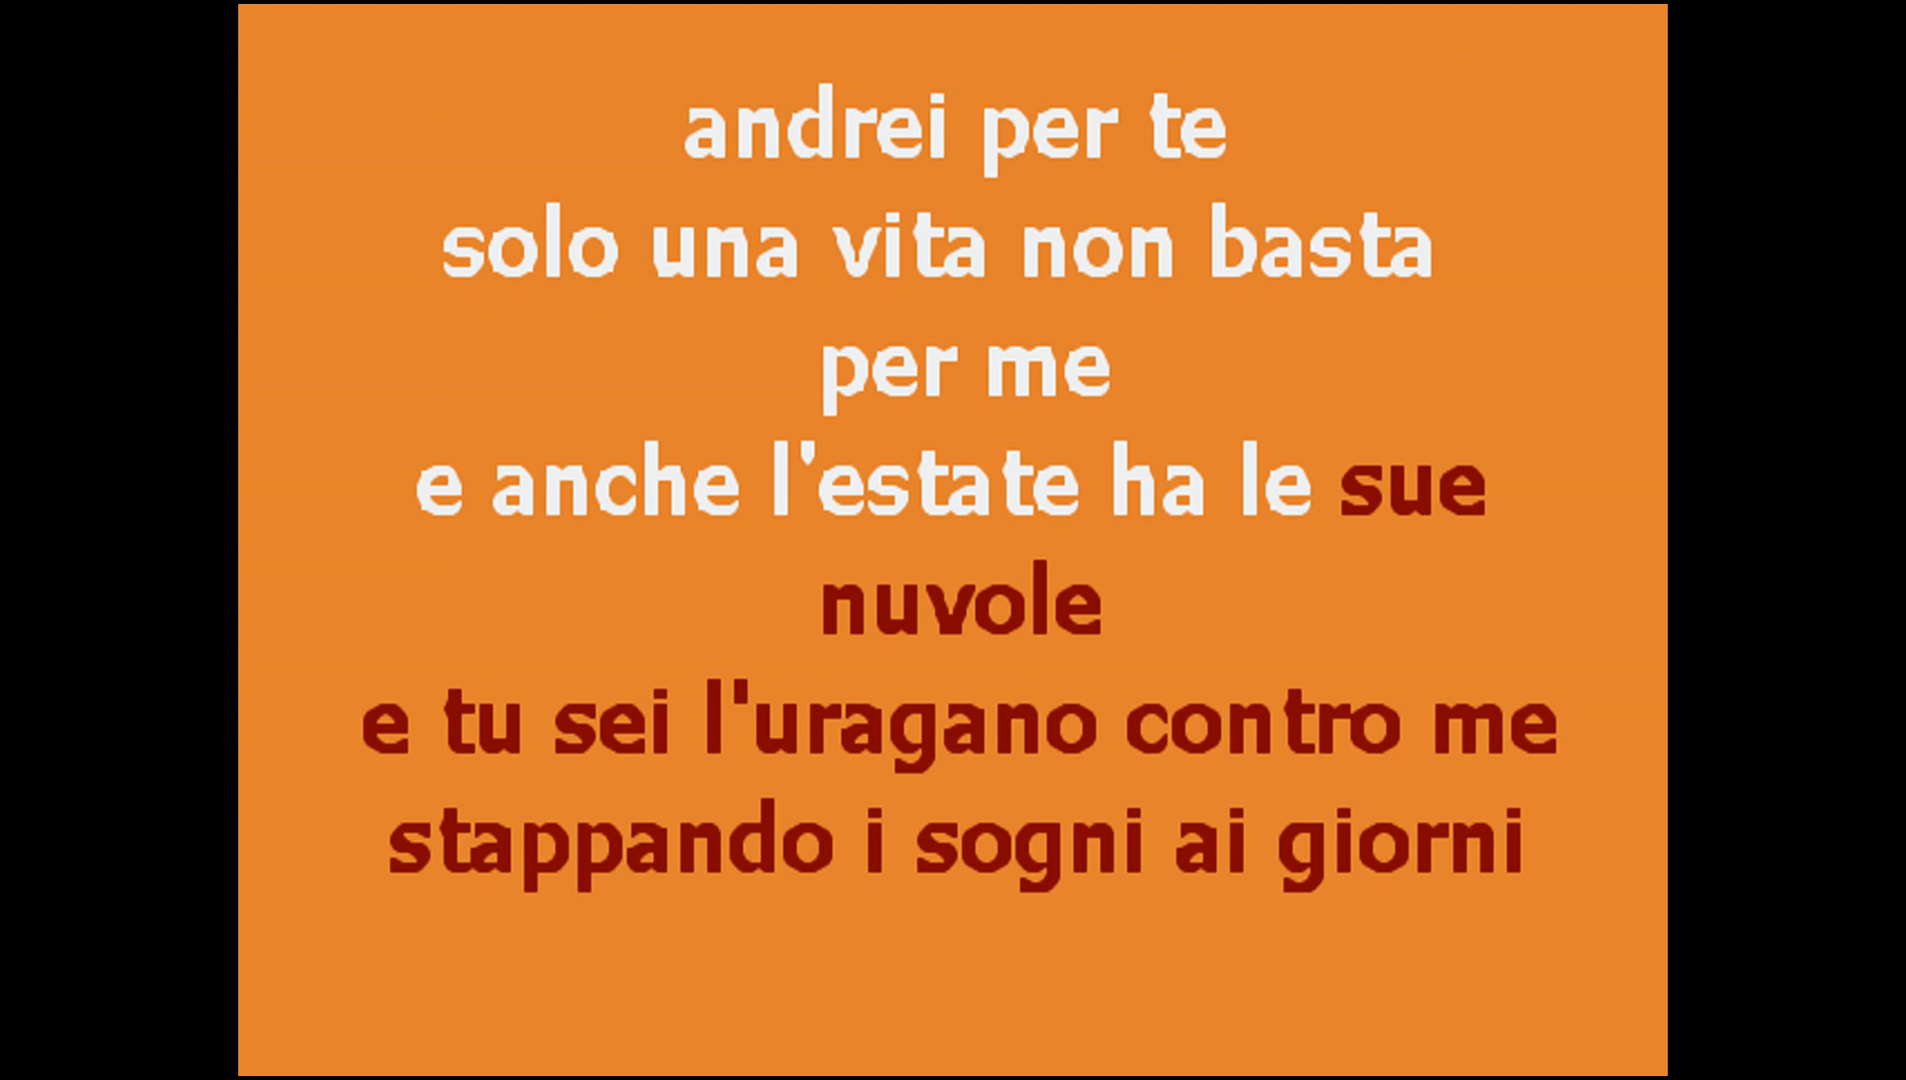 andrei per te
solo una vita non basta
per me
e anche l'estate ha le sue
nuvole
e tu sei l'uragano contro me
stappando i sogni ai giorni